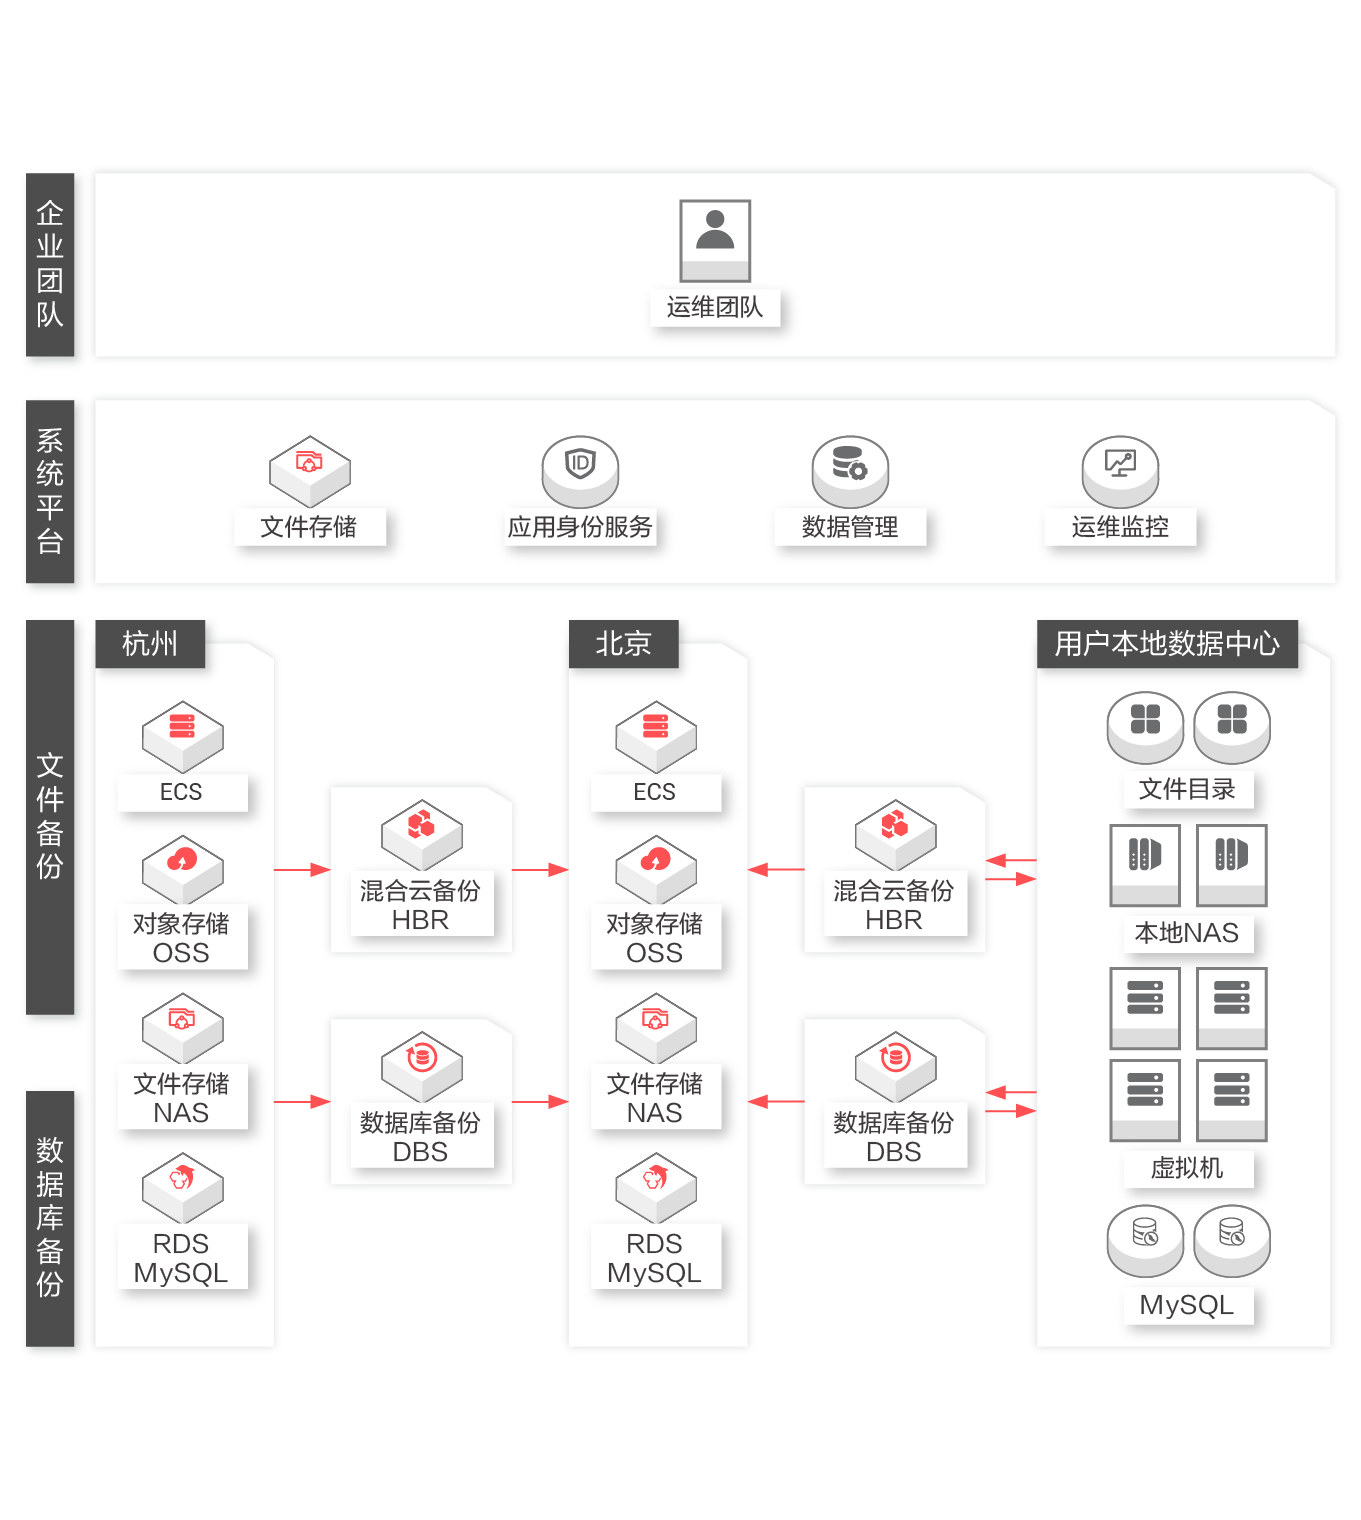 企业团队
运维团队
系统平台
文件存储
应用身份服务
数据管理
运维监控
文件备份
数据库备份
杭州
ECS
对象存储
OSS
文件存储
NAS
RDS
MySQL
混合云备份
HBR
数据库备份
DBS
北京
ECS
对象存储
OSS
文件存储
NAS
RDS
MySQL
混合云备份
HBR
数据库备份
DBS
用户本地数据中心
文件目录
本地NAS
虚拟机
MySQL
ID